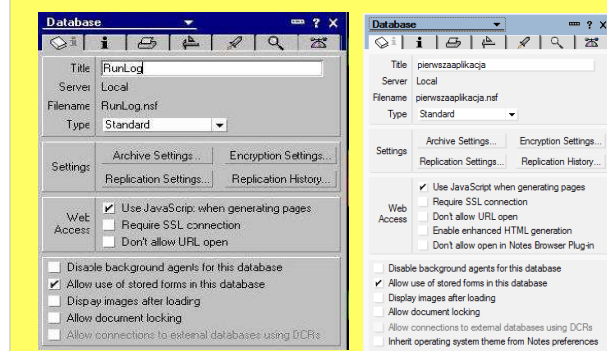 Database
? X
i
Title RunLog
Server Local
Filename RunLog.nsf
Type Standard
Settings
Archive Settings... Encryption Settings...
Replication Settings... Replication History...
Web Access
Use JavaScript when generating pages
Require SSL connection
Don't allow URL open
Disable background agents for this database
Allow use of stored forms in this database
Display images after loading
Allow document locking
Allow connections to external databases using DCRs
Database
? X
i
Title pierwszaaplikacja
Server Local
Filename pierwszaaplikacja.nsf
Type Standard
Settings
Archive Settings... Encryption Settings...
Replication Settings... Replication History...
Web Access
Use JavaScript when generating pages
Require SSL connection
Don't allow URL open
Enable enhanced HTML generation
Don't allow open in Notes Browser Plug-in
Disable background agents for this database
Allow use of stored forms in this database
Display images after loading
Allow document locking
Allow connections to external databases using DCRs
Inherit operating system theme from Notes preferences